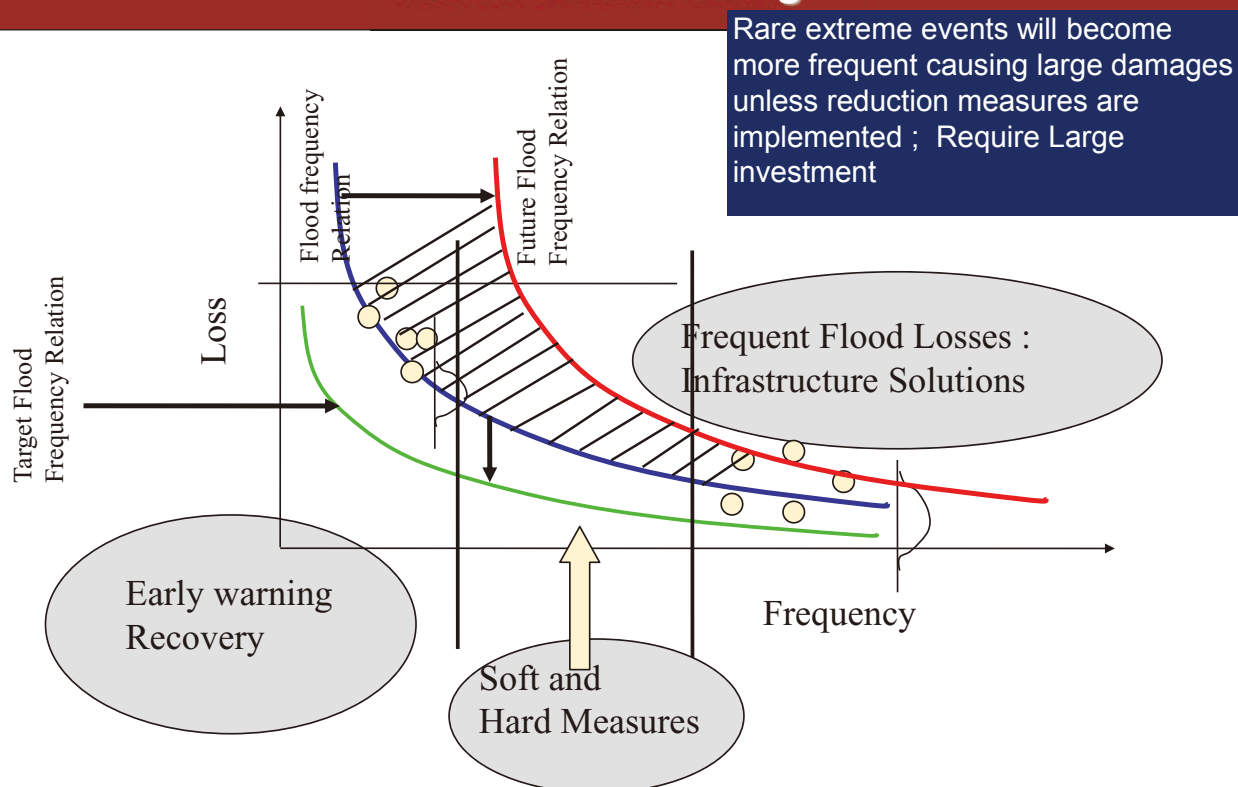 Rare extreme events will become
more frequent causing large damages
unless reduction measures are
implemented ; Require Large
investment
Flood frequency
Relation
Future Flood
Frequency Relation
Loss
Target Flood
Frequency Relation
Frequent Flood Losses :
Infrastructure Solutions
Early warning
Recovery
Frequency
Soft and
Hard Measures